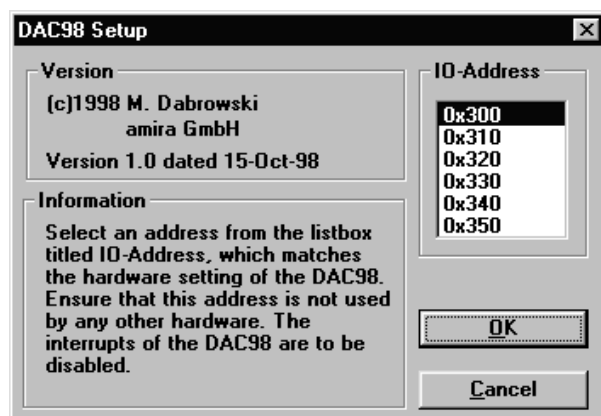 DAC98 Setup
Version
(c)1998 M. Dabrowski
amira GmbH
Version 1.0 dated 15-Oct-98
Information
Select an address from the listbox
titled IO-Address, which matches
the hardware setting of the DAC98.
Ensure that this address is not used
by any other hardware. The
interrupts of the DAC98 are to be
disabled.
IO-Address
0x300
0x310
0x320
0x330
0x340
0x350
OK
Cancel